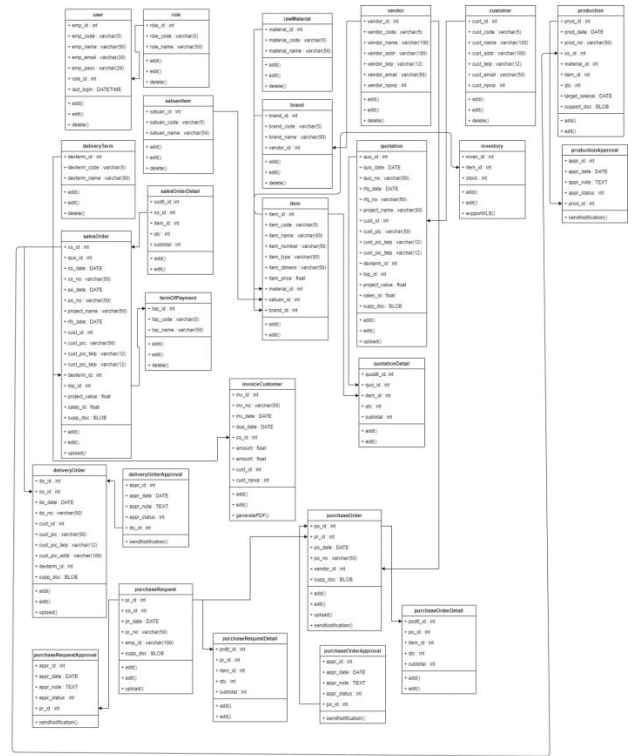 user
+ emp_id : int
+ emp_code : varchar(5)
+ emp_name : varchar(50)
+ emp_email : varchar(30)
+ emp_pass : varchar(20)
+ role_id : int
+ last_login : DATETIME
+ add()
+ edit()
+ delete()
role
+ role_id : int
+ role_code : varchar(5)
+ role_name : varchar(50)
+ add()
+ edit()
+ delete()
rawMaterial
+ material_id : int
+ material_code : varchar(5)
+ material_name : varchar(50)
+ add()
+ edit()
+ delete()
vendor
+ vendor_id : int
+ vendor_code : varchar(5)
+ vendor_name : varchar(100)
+ vendor_addr : varchar(100)
+ vendor_telp : varchar(12)
+ vendor_email : varchar(50)
+ vendor_npwp : int
+ add()
+ edit()
+ delete()
customer
+ cust_id : int
+ cust_code : varchar(5)
+ cust_name : varchar(100)
+ cust_addr : varchar(100)
+ cust_telp : varchar(12)
+ cust_email : varchar(50)
+ cust_npwp : int
+ add()
+ edit()
+ delete()
production
+ prod_id : int
+ prod_date : DATE
+ prod_no : varchar(50)
+ so_id : int
+ material_id : int
+ item_id : int
+ qty : int
+ target_selesai : DATE
+ support_doc : BLOB
+ add()
+ edit()
satuanItem
+ satuan_id : int
+ satuan_code : varchar(5)
+ satuan_name : varchar(50)
+ add()
+ edit()
+ delete()
brand
+ brand_id : int
+ brand_code : varchar(5)
+ brand_name : varchar(50)
+ vendor_id : int
+ add()
+ edit()
+ delete()
deliveryTerm
+ devterm_id : int
+ devterm_code : varchar(5)
+ devterm_name : varchar(50)
+ add()
+ edit()
+ delete()
quotation
+ quo_id : int
+ quo_date : DATE
+ quo_no : varchar(50)
+ rfq_date : DATE
+ rfq_no : varchar(50)
+ project_name : varchar(50)
+ cust_id : int
+ cust_pic : varchar(50)
+ cust_pic_telp : varchar(12)
+ cust_pic_telp : varchar(12)
+ devterm_id : int
+ top_id : int
+ project_value : float
+ sales_id : float
+ supp_doc : BLOB
+ add()
+ edit()
+ upload()
inventory
+ inven_id : int
+ item_id : int
+ stock : int
+ add()
+ edit()
+ exportXLS()
productionApproval
+ appr_id : int
+ appr_date : DATE
+ appr_note : TEXT
+ appr_status : int
+ prod_id : int
+ sendNotification()
salesOrderDetail
+ sodtl_id : int
+ so_id : int
+ item_id : int
+ qty : int
+ subtotal : int
+ add()
+ edit()
item
+ item_id : int
+ item_code : varchar(5)
+ item_name : varchar(50)
+ item_number : varchar(50)
+ item_type : varchar(50)
+ item_dimens : varchar(50)
+ item_price : float
+ material_id : int
+ satuan_id : int
+ brand_id : int
+ add()
+ edit()
salesOrder
+ so_id : int
+ quo_id : int
+ so_date : DATE
+ so_no : varchar(50)
+ po_date : DATE
+ po_no : varchar(50)
+ project_name : varchar(50)
+ rfq_date : DATE
+ cust_id : int
+ cust_pic : varchar(50)
+ cust_pic_telp : varchar(12)
+ cust_pic_telp : varchar(12)
+ devterm_id : int
+ top_id : int
+ project_value : float
+ sales_id : float
+ supp_doc : BLOB
+ add()
+ edit()
+ upload()
termOfPayment
+ top_id : int
+ top_code : varchar(5)
+ top_name : varchar(50)
+ add()
+ edit()
+ delete()
quotationDetail
+ quodtl_id : int
+ quo_id : int
+ item_id : int
+ qty : int
+ subtotal : int
+ add()
+ edit()
invoiceCustomer
+ inv_id : int
+ inv_no : varchar(50)
+ inv_date : DATE
+ due_date : DATE
+ so_id : int
+ amount : float
+ amount : float
+ cust_id : int
+ cust_npwp : int
+ add()
+ edit()
+ generatePDF()
deliveryOrder
+ do_id : int
+ so_id : int
+ do_date : DATE
+ do_no : varchar(50)
+ cust_id : int
+ cust_pic : varchar(50)
+ cust_pic_telp : varchar(12)
+ cust_pic_addr : varchar(100)
+ devterm_id : int
+ supp_doc : BLOB
+ add()
+ edit()
+ upload()
deliveryOrderApproval
+ appr_id : int
+ appr_date : DATE
+ appr_note : TEXT
+ appr_status : int
+ do_id : int
+ sendNotification()
purchaseOrder
+ po_id : int
+ pr_id : int
+ po_date : DATE
+ po_no : varchar(50)
+ vendor_id : int
+ supp_doc : BLOB
+ add()
+ edit()
+ upload()
+ sendNotification()
purchaseRequest
+ pr_id : int
+ so_id : int
+ pr_date : DATE
+ pr_no : varchar(50)
+ emp_id : varchar(100)
+ supp_doc : BLOB
+ add()
+ edit()
+ upload()
purchaseOrderDetail
+ podtl_id : int
+ po_id : int
+ item_id : int
+ qty : int
+ subtotal : int
+ add()
+ edit()
purchaseRequestDetail
+ prdtl_id : int
+ pr_id : int
+ item_id : int
+ qty : int
+ subtotal : int
+ add()
+ edit()
purchaseOrderApproval
+ appr_id : int
+ appr_date : DATE
+ appr_note : TEXT
+ appr_status : int
+ po_id : int
+ sendNotification()
purchaseRequestApproval
+ appr_id : int
+ appr_date : DATE
+ appr_note : TEXT
+ appr_status : int
+ pr_id : int
+ sendNotification()